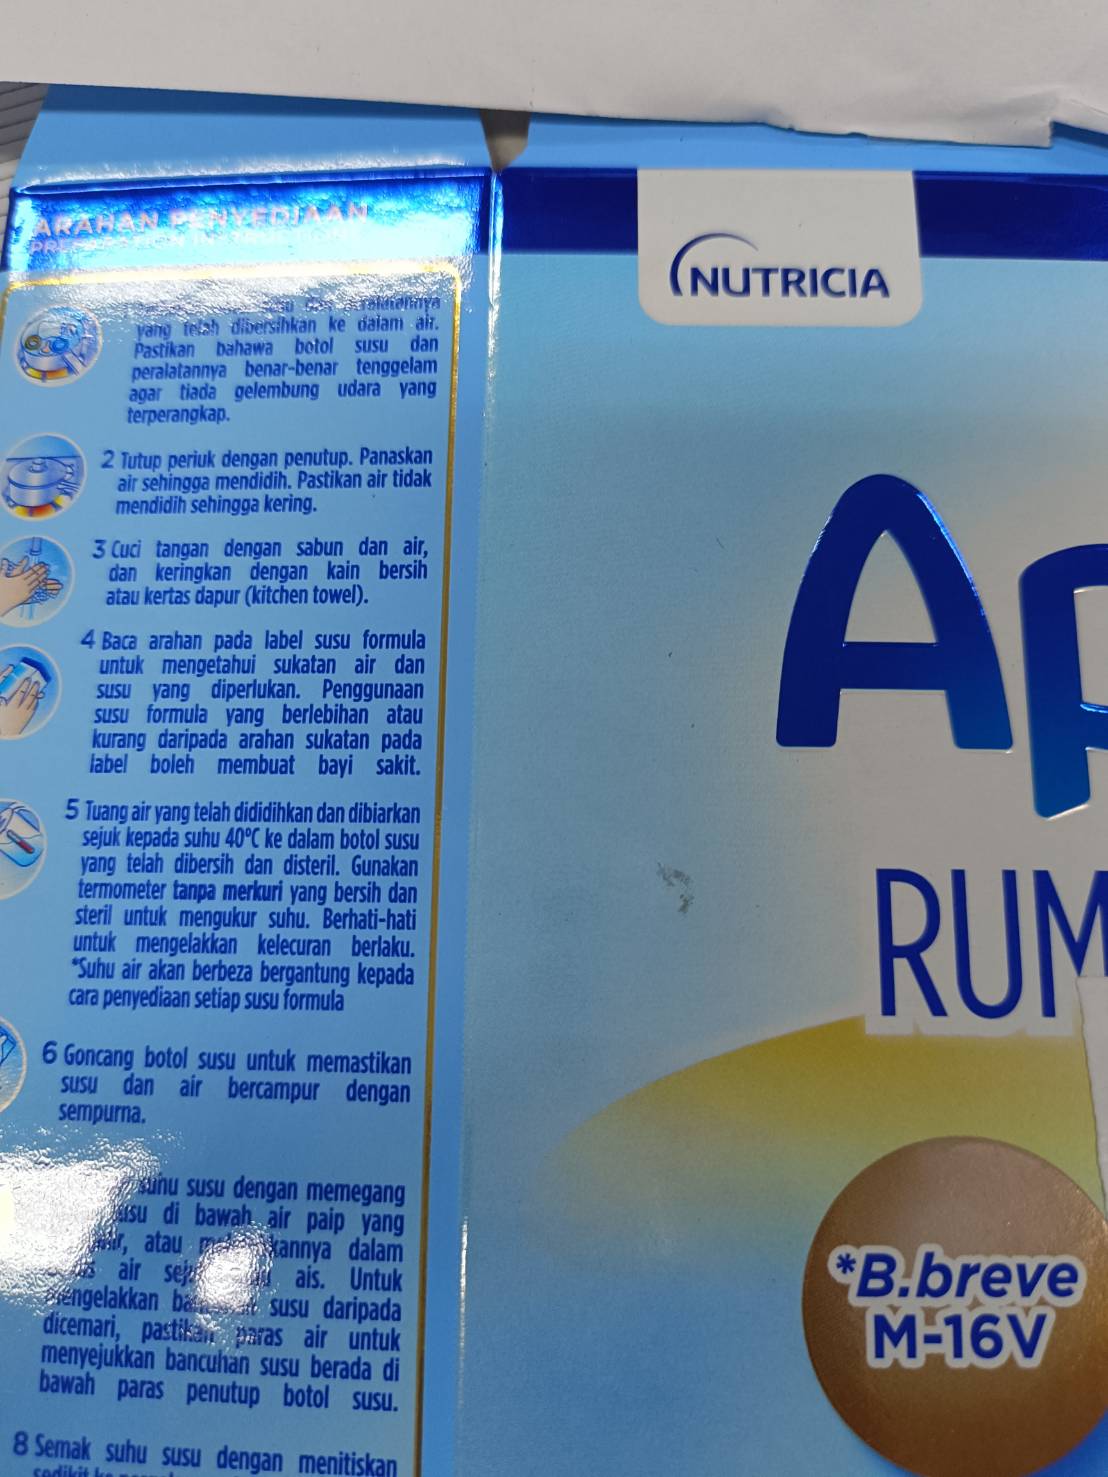 ARAHAN PENYEDIAAN
yang telah dibersihkan ke dalam air.
Pastikan bahawa botol susu dan
peralatannya benar-benar tenggelam
agar tiada gelembung udara yang
terperangkap.
2 Tutup periuk dengan penutup. Panaskan
air sehingga mendidih. Pastikan air tidak
mendidih sehingga kering.
3 Cuci tangan dengan sabun dan air,
dan keringkan dengan kain bersih
atau kertas dapur (kitchen towel).
4 Baca arahan pada label susu formula
untuk mengetahui sukatan air dan
susu yang diperlukan. Penggunaan
susu formula yang berlebihan atau
kurang daripada arahan sukatan pada
label boleh membuat bayi sakit.
5 Tuang air yang telah dididihkan dan dibiarkan
sejuk kepada suhu 40°C ke dalam botol susu
yang telah dibersih dan disteril. Gunakan
termometer tanpa merkuri yang bersih dan
steril untuk mengukur suhu. Berhati-hati
untuk mengelakkan kelecuran berlaku.
*Suhu air akan berbeza bergantung kepada
cara penyediaan setiap susu formula
6 Goncang botol susu untuk memastikan
susu dan air bercampur dengan
sempurna.
suhu susu dengan memegang
susu di bawah air paip yang
atau dalam
air ais. Untuk
mengelakkan susu daripada
dicemari, pastikan paras air untuk
menyejukkan bancuhan susu berada di
bawah paras penutup botol susu.
8 Semak suhu susu dengan menitiskan
NUTRICIA
AP
RUM
*B.breve
M-16V